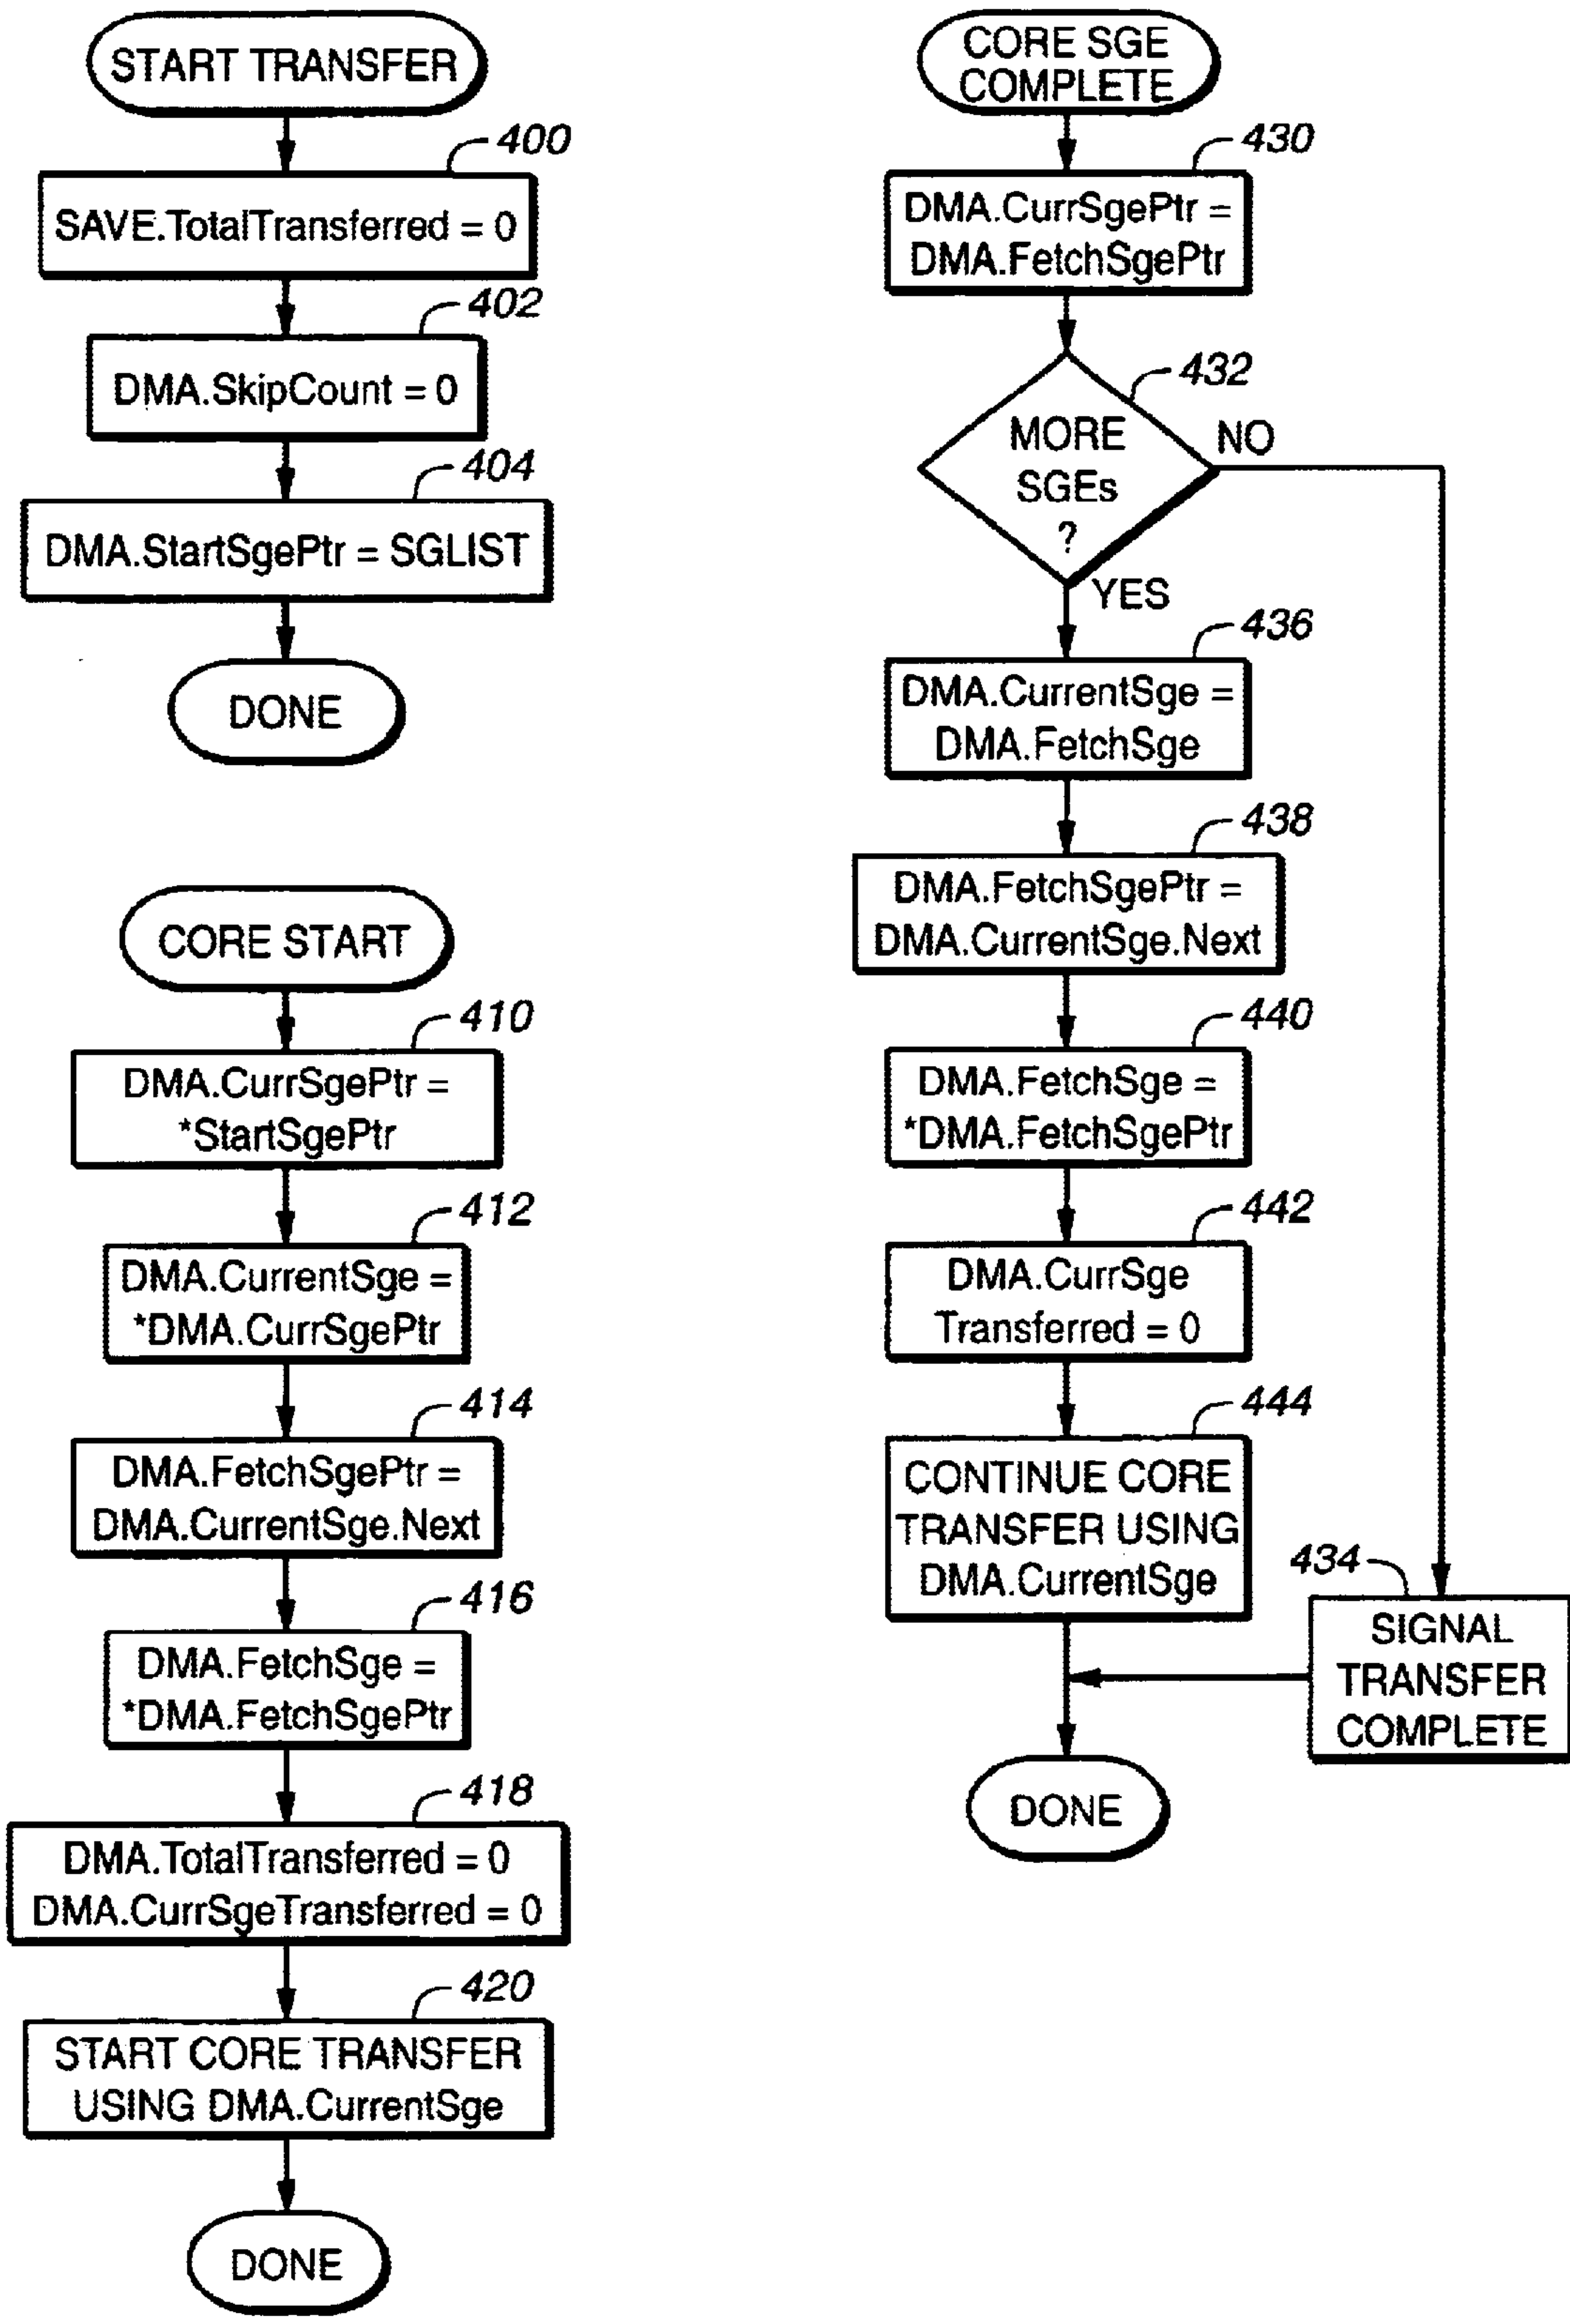 START TRANSFER
400
SAVE.TotalTransferred = 0
402
DMA.SkipCount = 0
404
DMA.StartSgePtr = SGLIST
DONE
CORE START
410
DMA.CurrSgePtr =
*StartSgePtr
412
DMA.CurrentSge =
*DMA.CurrSgePtr
414
DMA.FetchSgePtr =
DMA.CurrentSge.Next
416
DMA.FetchSge =
*DMA.FetchSgePtr
418
DMA.TotalTransferred = 0
DMA.CurrSgeTransferred = 0
420
START CORE TRANSFER
USING DMA.CurrentSge
DONE
CORE SGE
COMPLETE
430
DMA.CurrSgePtr =
DMA.FetchSgePtr
432
MORE
SGEs
?
NO
YES
436
DMA.CurrentSge =
DMA.FetchSge
438
DMA.FetchSgePtr =
DMA.CurrentSge.Next
440
DMA.FetchSge =
*DMA.FetchSgePtr
442
DMA.CurrSge
Transferred = 0
444
CONTINUE CORE
TRANSFER USING
DMA.CurrentSge
434
SIGNAL
TRANSFER
COMPLETE
DONE